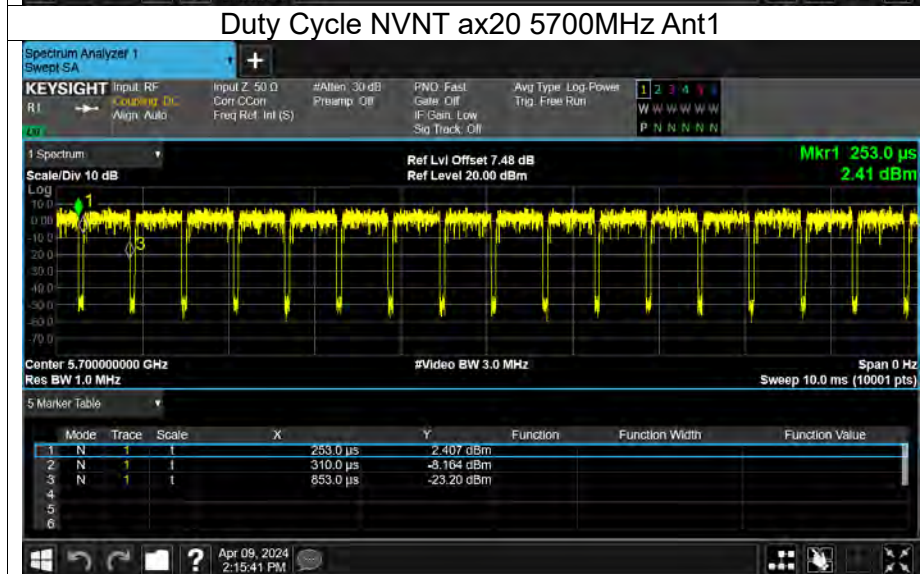 Duty Cycle NVNT ax20 5700MHz Ant1
Spectrum Analyzer 1
Swept SA
+
KEYSIGHT Input: RF Input Z: 50 Ω #Atten: 30 dB PNO: Fast Avg Type: Log-Power 1 2 3 4 5 6
Coupling: DC Corr CCorr Preamp: Off Gate: Off Trig: Free Run W W W W W W
Align: Auto Freq Ref: Int (S) IF Gain: Low P N N N N N
Sig Track: Off
1 Spectrum Ref Lvl Offset 7.48 dB Mkr1 253.0 µs
Scale/Div 10 dB Ref Level 20.00 dBm 2.41 dBm
Log
10.0
0.00
-10.0
-20.0
-30.0
-40.0
-50.0
-60.0
-70.0
1
3
Center 5.700000000 GHz #Video BW 3.0 MHz Span 0 Hz
Res BW 1.0 MHz Sweep 10.0 ms (10001 pts)
5 Marker Table
Mode Trace Scale X Y Function Function Width Function Value
1 N 1 t 253.0 µs 2.407 dBm
2 N 1 t 310.0 µs -8.164 dBm
3 N 1 t 853.0 µs -23.20 dBm
4
5
6
? Apr 09, 2024
2:15:41 PM